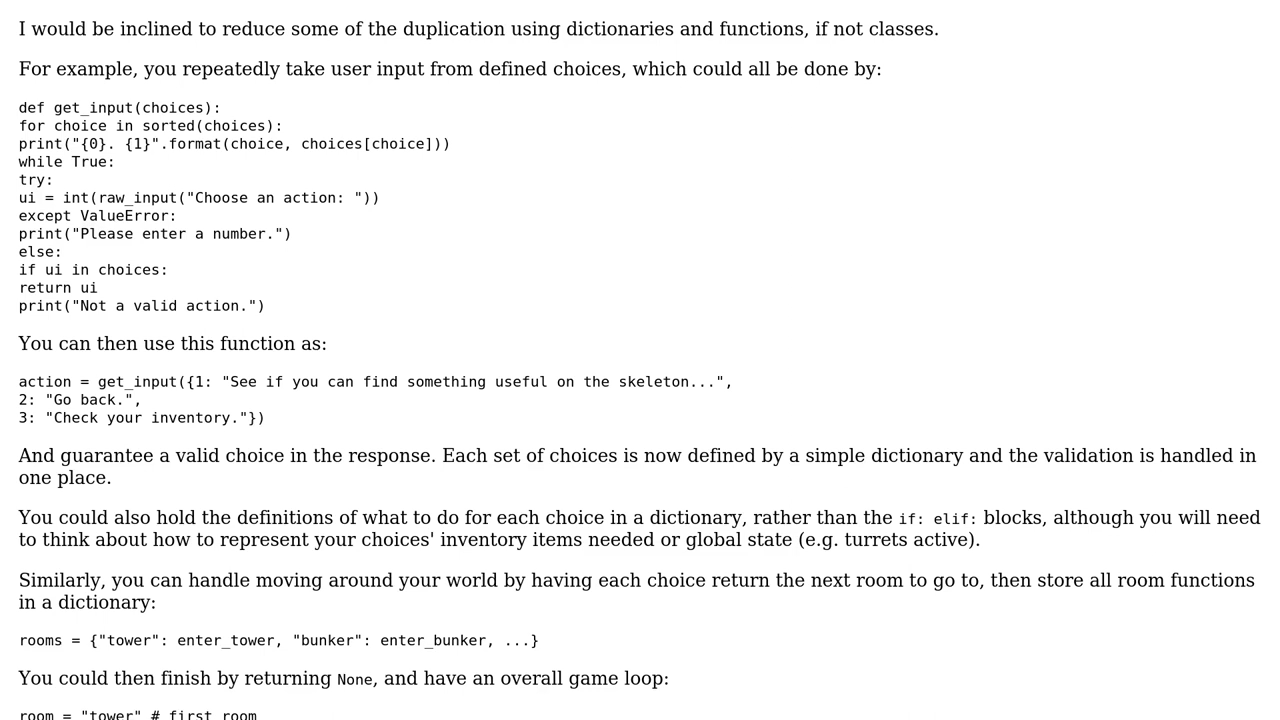 I would be inclined to reduce some of the duplication using dictionaries and functions, if not classes.
For example, you repeatedly take user input from defined choices, which could all be done by:
def get_input(choices):
for choice in sorted(choices):
print("{0}. {1}".format(choice, choices[choice]))
while True:
try:
ui = int(raw_input("Choose an action: "))
except ValueError:
print("Please enter a number.")
else:
if ui in choices:
return ui
print("Not a valid action.")
You can then use this function as:
action = get_input({1: "See if you can find something useful on the skeleton...",
2: "Go back.",
3: "Check your inventory."})
And guarantee a valid choice in the response. Each set of choices is now defined by a simple dictionary and the validation is handled in
one place.
You could also hold the definitions of what to do for each choice in a dictionary, rather than the if: elif: blocks, although you will need
to think about how to represent your choices' inventory items needed or global state (e.g. turrets active).
Similarly, you can handle moving around your world by having each choice return the next room to go to, then store all room functions
in a dictionary:
rooms = {"tower": enter_tower, "bunker": enter_bunker, ...}
You could then finish by returning None, and have an overall game loop:
room = "tower" # first room